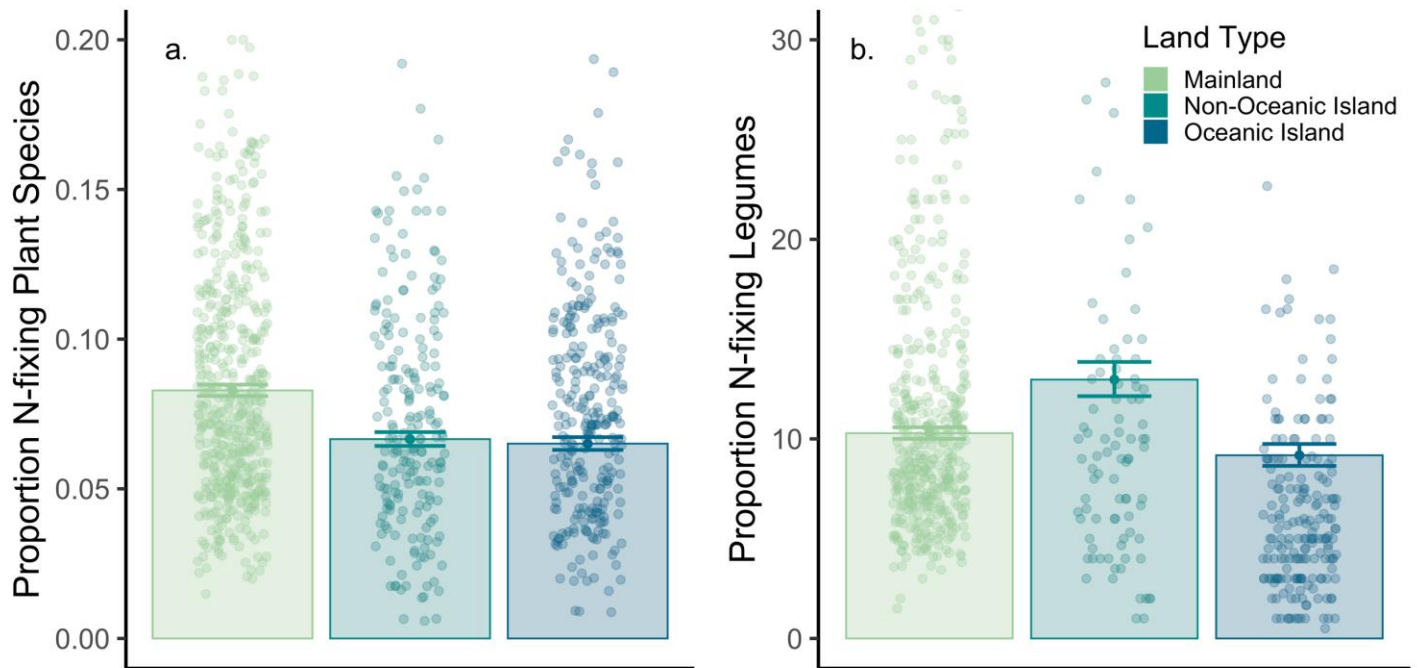 Proportion N-fixing Plant Species
a.
0.20
0.15
0.10
0.05
0.00
Proportion N-fixing Legumes
b.
30
20
10
0
Land Type
Mainland
Non-Oceanic Island
Oceanic Island